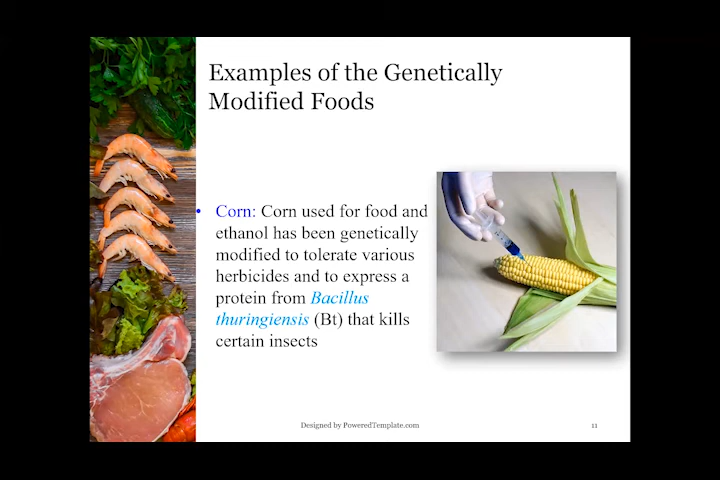 Examples of the Genetically
Modified Foods
• Corn: Corn used for food and
ethanol has been genetically
modified to tolerate various
herbicides and to express a
protein from Bacillus
thuringiensis (Bt) that kills
certain insects
Designed by PoweredTemplate.com
11